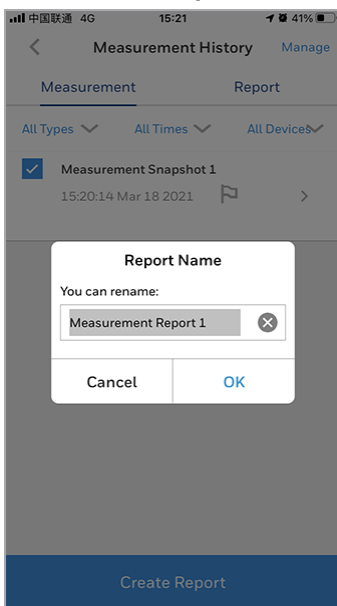 中国联通 4G 15:21 41%
Measurement History Manage
Measurement Report
All Types All Times All Devices
Measurement Snapshot 1
15:20:14 Mar 18 2021
Report Name
You can rename:
Measurement Report 1
Cancel OK
Create Report